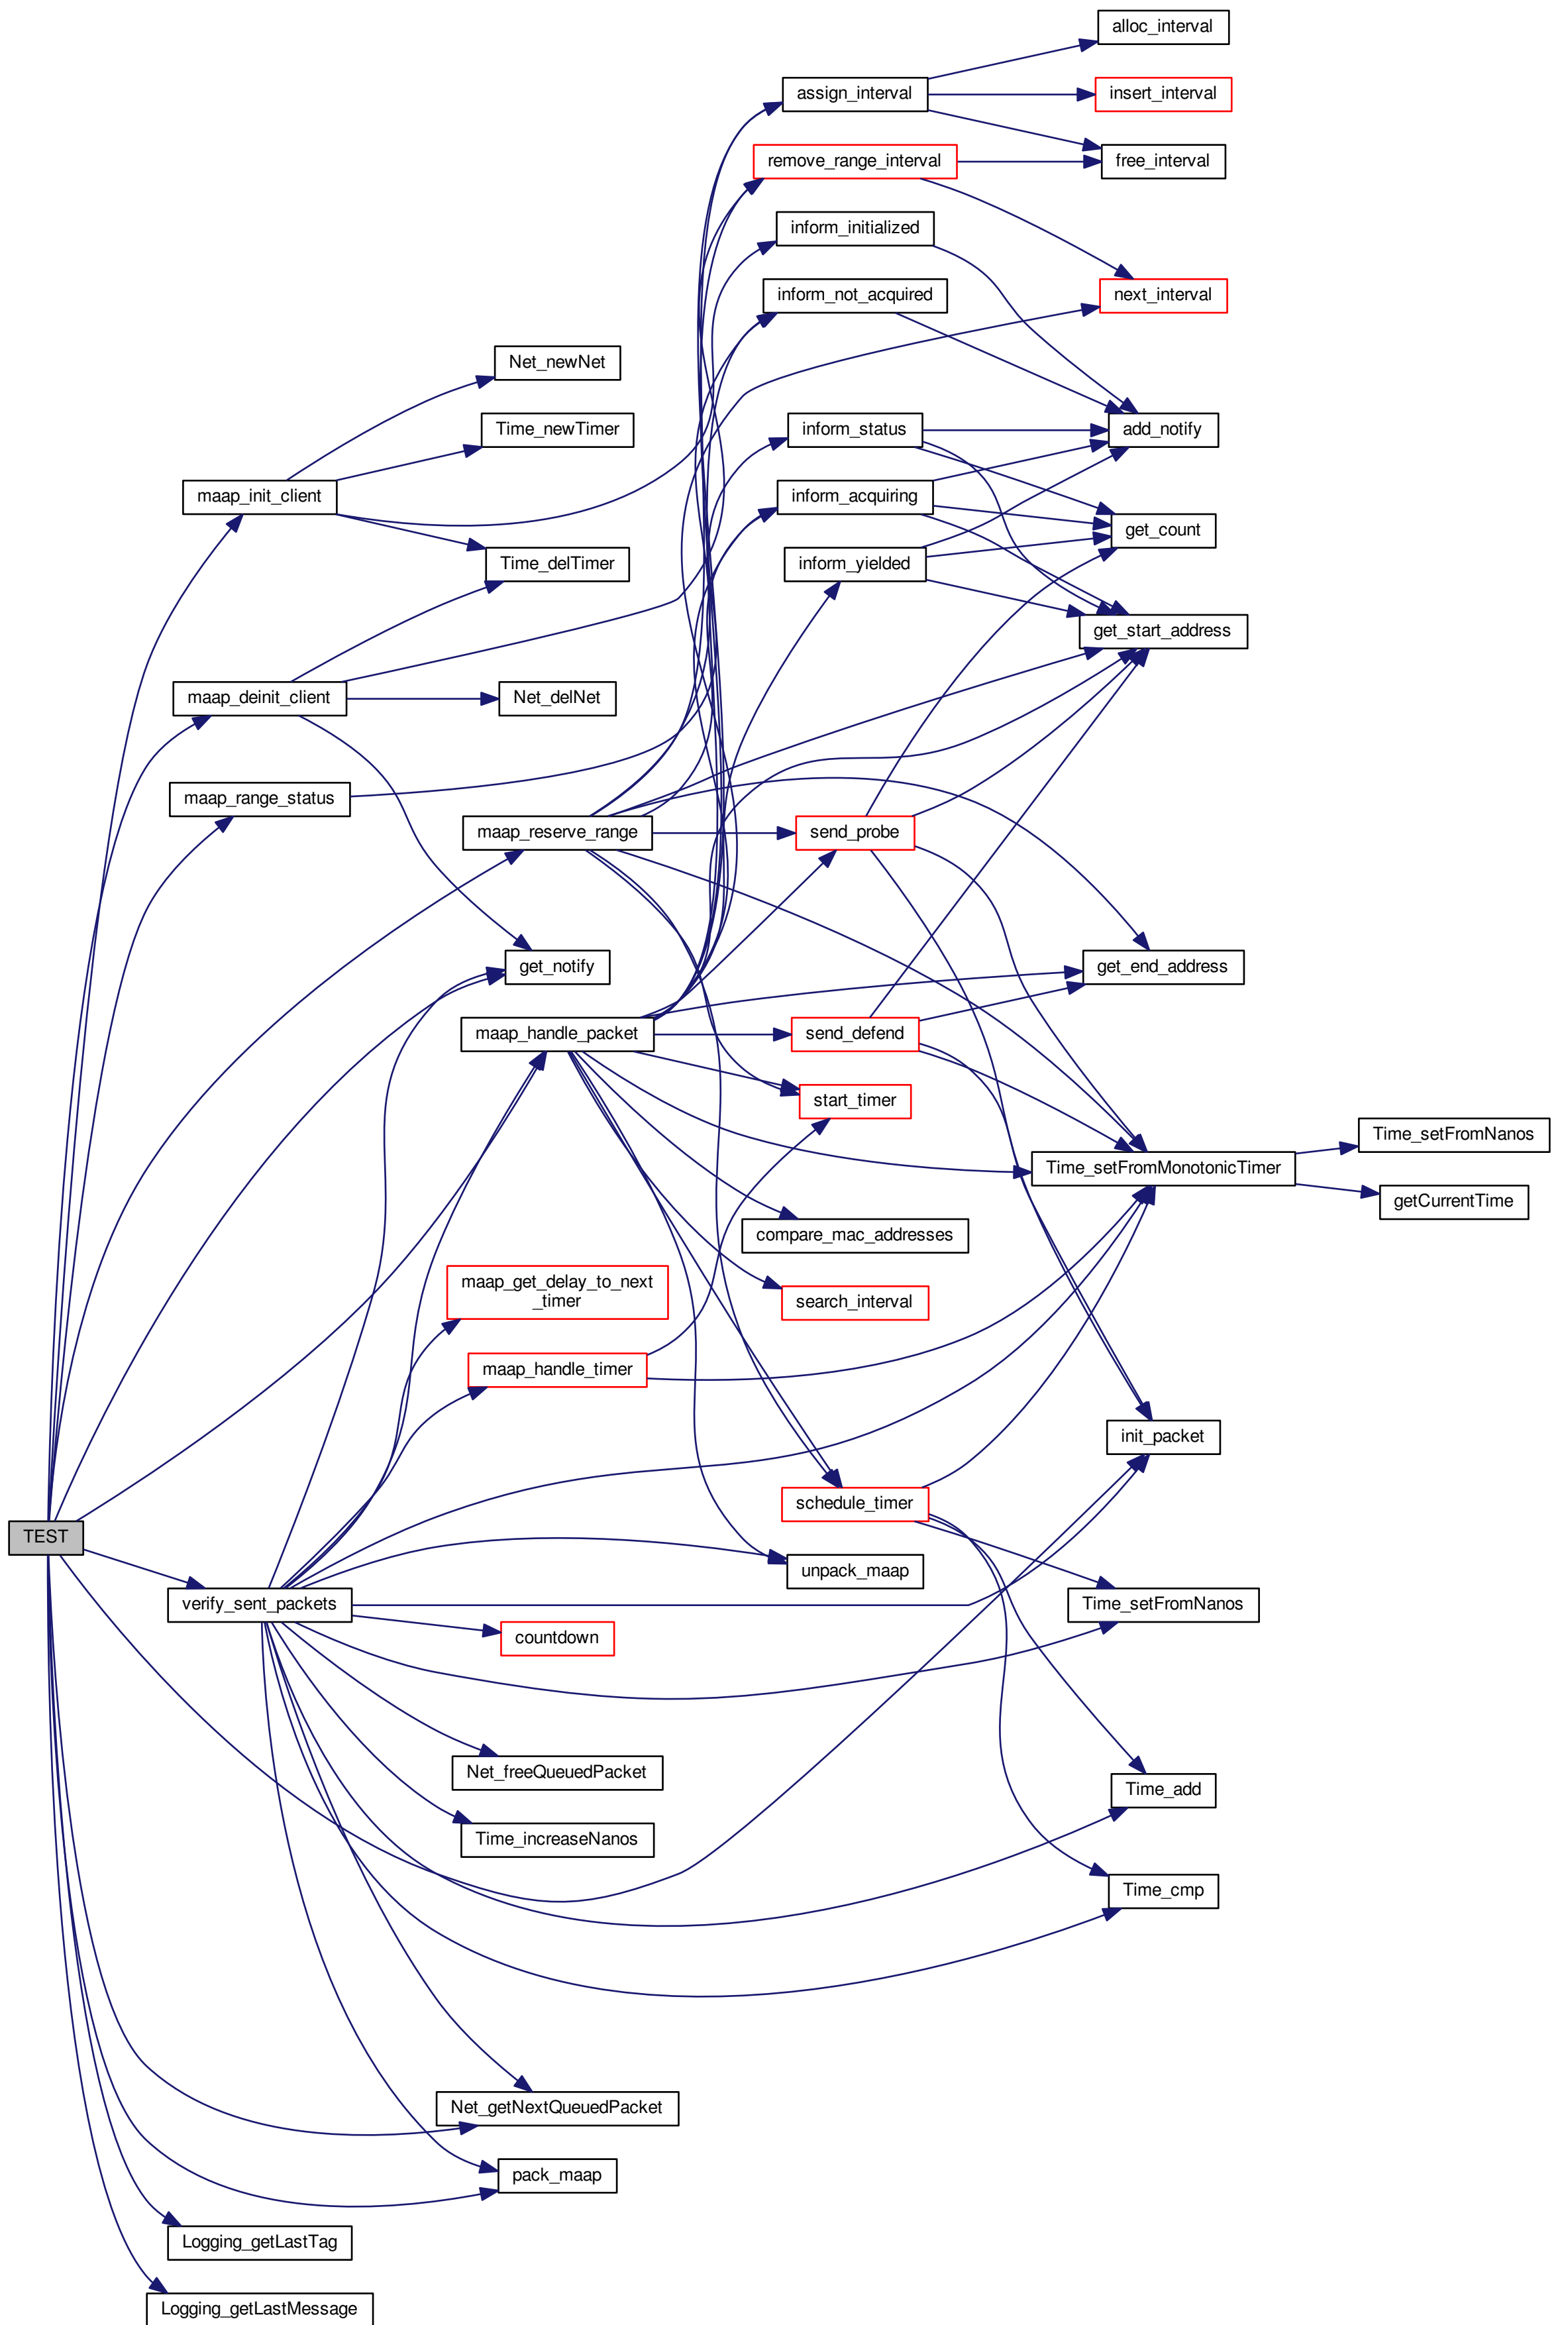 alloc_interval
assign_interval
insert_interval
remove_range_interval
free_interval
inform_initialized
inform_not_acquired
next_interval
Net_newNet
Time_newTimer
inform_status
add_notify
maap_init_client
inform_acquiring
get_count
Time_delTimer
inform_yielded
get_start_address
maap_deinit_client
Net_delNet
maap_range_status
maap_reserve_range
send_probe
get_notify
get_end_address
maap_handle_packet
send_defend
start_timer
Time_setFromNanos
Time_setFromMonotonicTimer
getCurrentTime
compare_mac_addresses
maap_get_delay_to_next
_timer
search_interval
maap_handle_timer
init_packet
schedule_timer
TEST
unpack_maap
verify_sent_packets
Time_setFromNanos
countdown
Net_freeQueuedPacket
Time_add
Time_increaseNanos
Time_cmp
Net_getNextQueuedPacket
pack_maap
Logging_getLastTag
Logging_getLastMessage